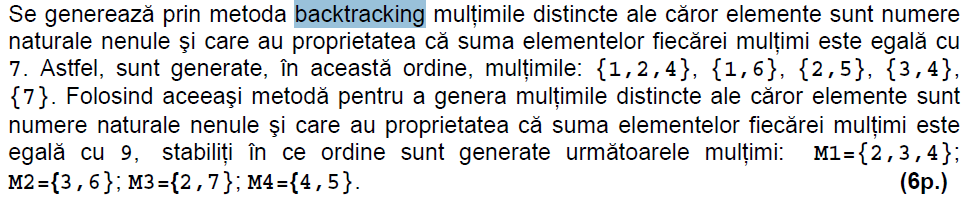 Se generează prin metoda backtracking mulţimile distincte ale căror elemente sunt numere
naturale nenule şi care au proprietatea că suma elementelor fiecărei mulţimi este egală cu
7. Astfel, sunt generate, în această ordine, mulţimile: {1,2,4}, {1,6}, {2,5}, {3,4},
{7}. Folosind aceeaşi metodă pentru a genera mulţimile distincte ale căror elemente sunt
numere naturale nenule şi care au proprietatea că suma elementelor fiecărei mulţimi este
egală cu 9, stabiliţi în ce ordine sunt generate următoarele mulţimi: M1={2,3,4};
M2={3,6}; M3={2,7}; M4={4,5}. (6p.)